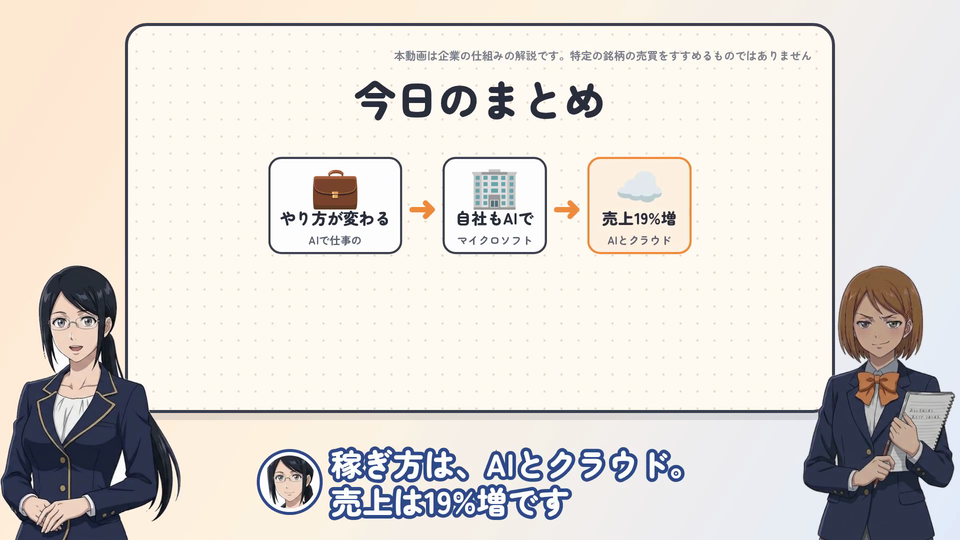 本動画は企業の仕組みの解説です。特定の銘柄の売買をすすめるものではありません
今日のまとめ
やり方が変わる
AIで仕事の
自社もAIで
マイクロソフト
売上19%増
AIとクラウド
稼ぎ方は、AIとクラウド。
売上は19%増です